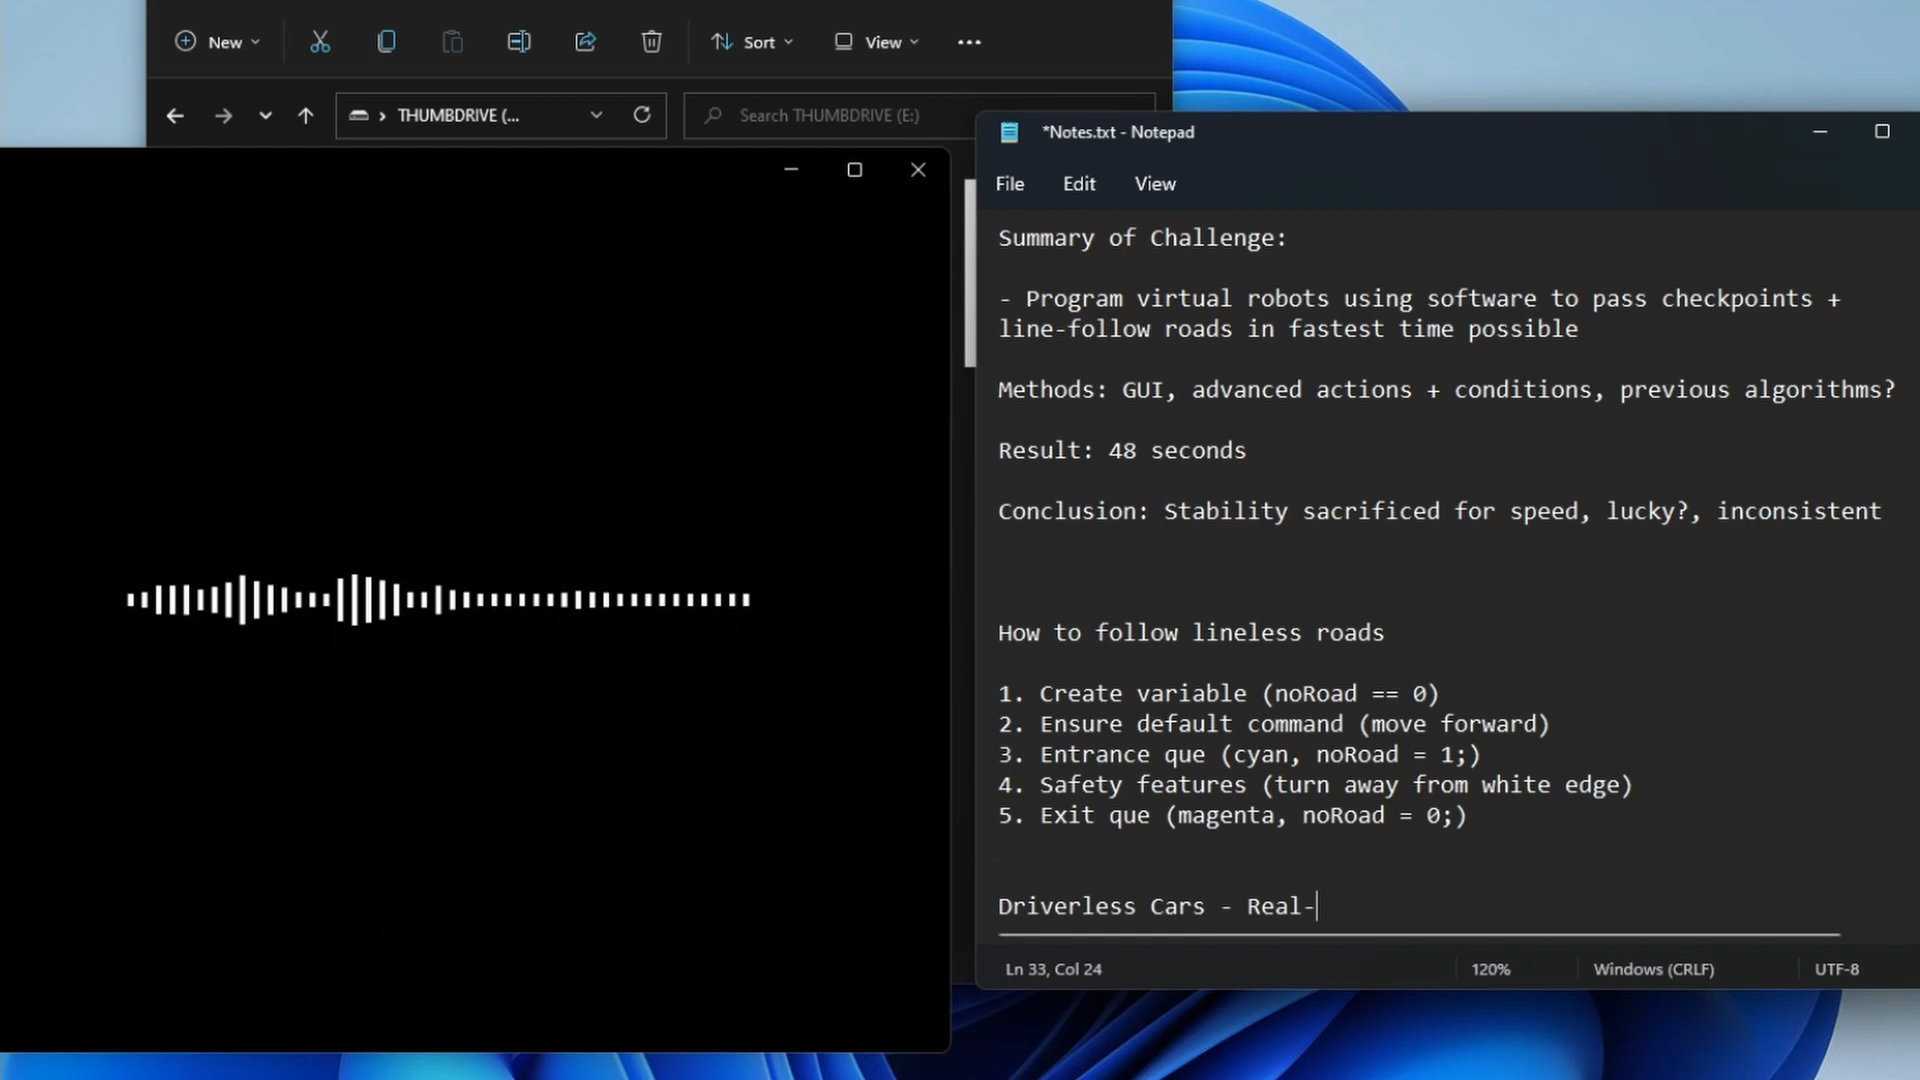 New
Sort
View
THUMBDRIVE (...
Search THUMBDRIVE (E:)
*Notes.txt - Notepad
File Edit View
Summary of Challenge:
- Program virtual robots using software to pass checkpoints +
line-follow roads in fastest time possible
Methods: GUI, advanced actions + conditions, previous algorithms?
Result: 48 seconds
Conclusion: Stability sacrificed for speed, lucky?, inconsistent
How to follow lineless roads
1. Create variable (noRoad == 0)
2. Ensure default command (move forward)
3. Entrance que (cyan, noRoad = 1;)
4. Safety features (turn away from white edge)
5. Exit que (magenta, noRoad = 0;)
Driverless Cars - Real-
Ln 33, Col 24
120%
Windows (CRLF)
UTF-8